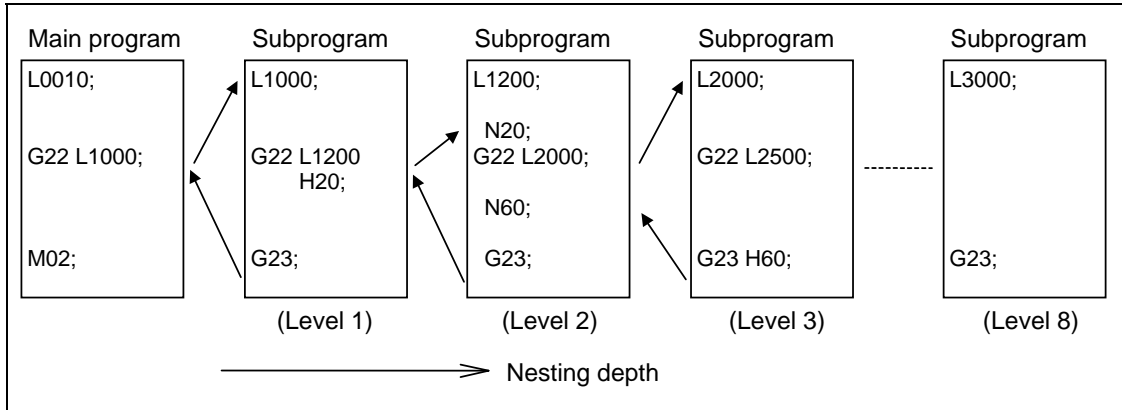 Main program
L0010;
G22 L1000;
M02;
Subprogram
L1000;
G22 L1200
H20;
G23;
(Level 1)
Subprogram
L1200;
N20;
G22 L2000;
N60;
G23;
(Level 2)
Subprogram
L2000;
G22 L2500;
G23 H60;
(Level 3)
Subprogram
L3000;
G23;
(Level 8)
Nesting depth